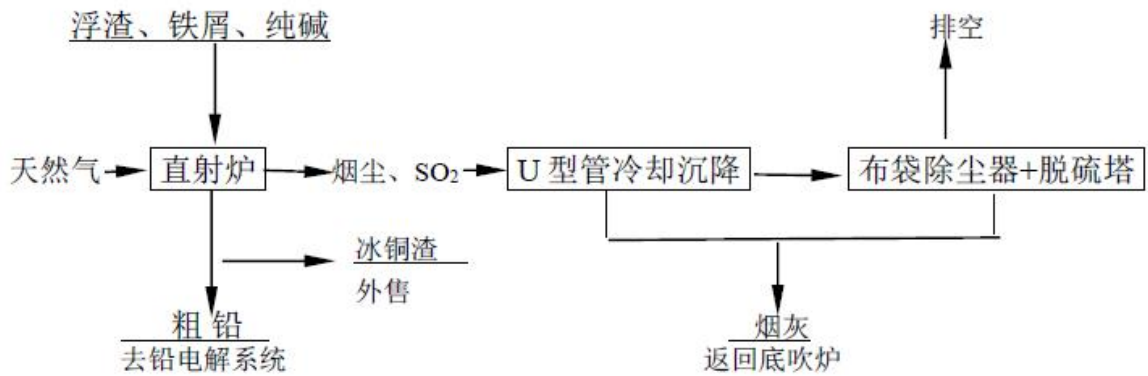 浮渣、铁屑、纯碱
排空
天然气
直射炉
烟尘、SO₂
U型管冷却沉降
布袋除尘器+脱硫塔
冰铜渣
外售
粗 铅
去铅电解系统
烟灰
返回底吹炉